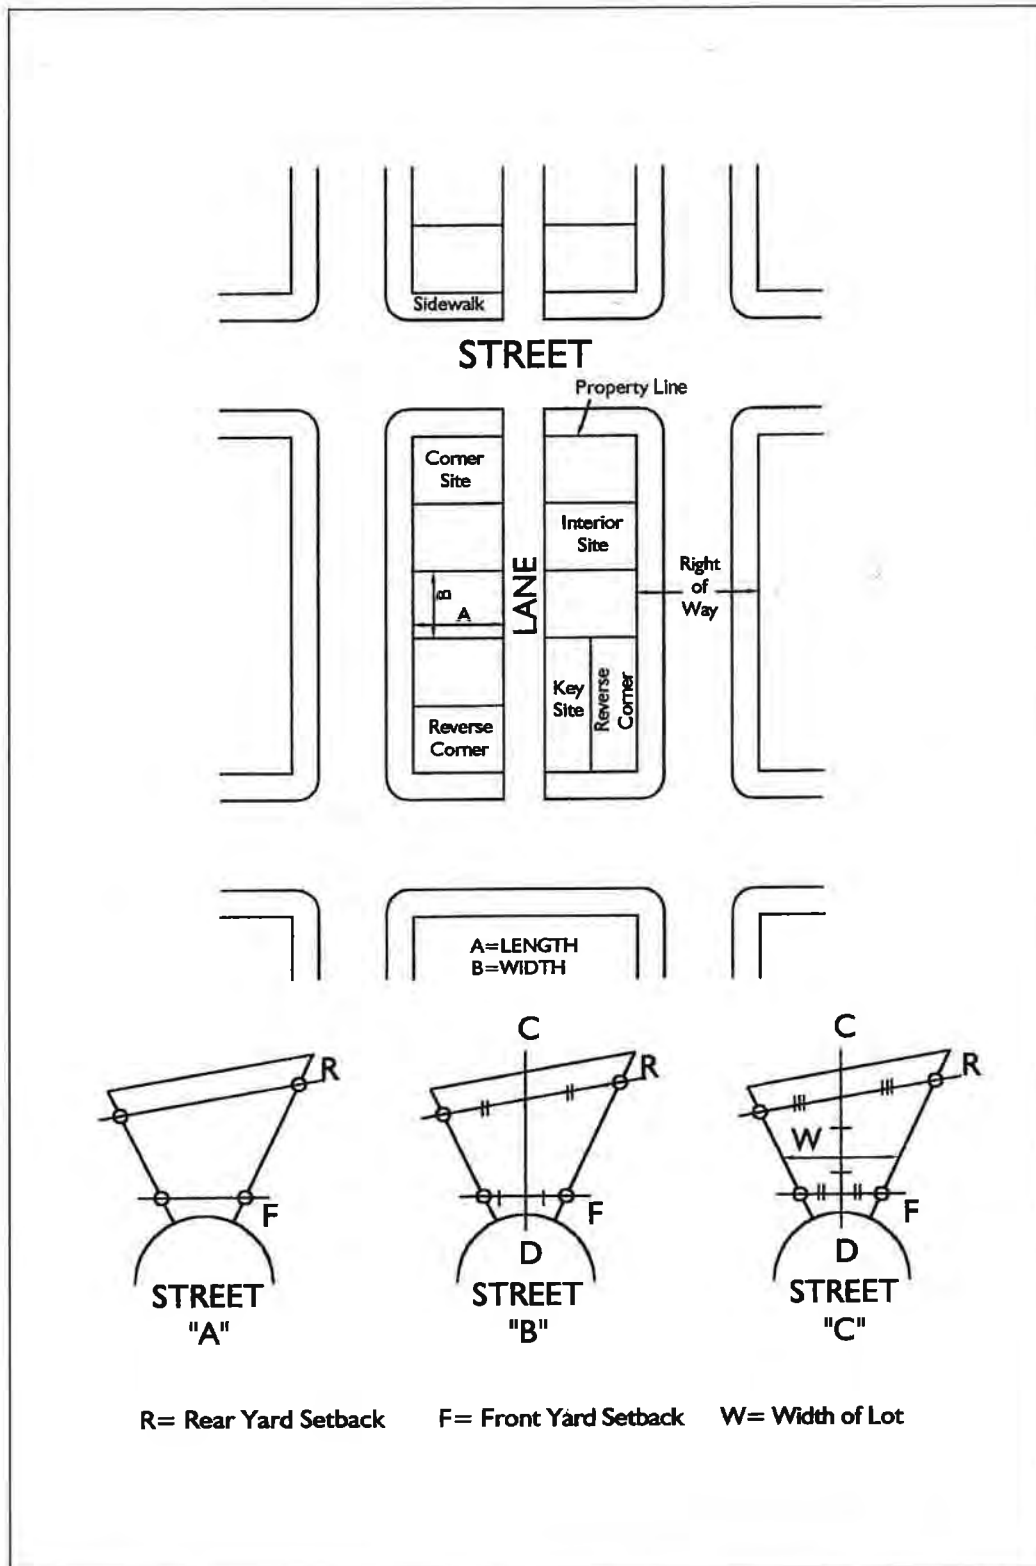 Sidewalk
STREET
Property Line
Corner
Site
Interior
Site
Right
of
Way
LANE
B
A
Key
Site
Reverse
Corner
Reverse
Corner
A=LENGTH
B=WIDTH
R
F
STREET
"A"
C
R
F
D
STREET
"B"
C
R
W
F
D
STREET
"C"
R= Rear Yard Setback F= Front Yard Setback W= Width of Lot